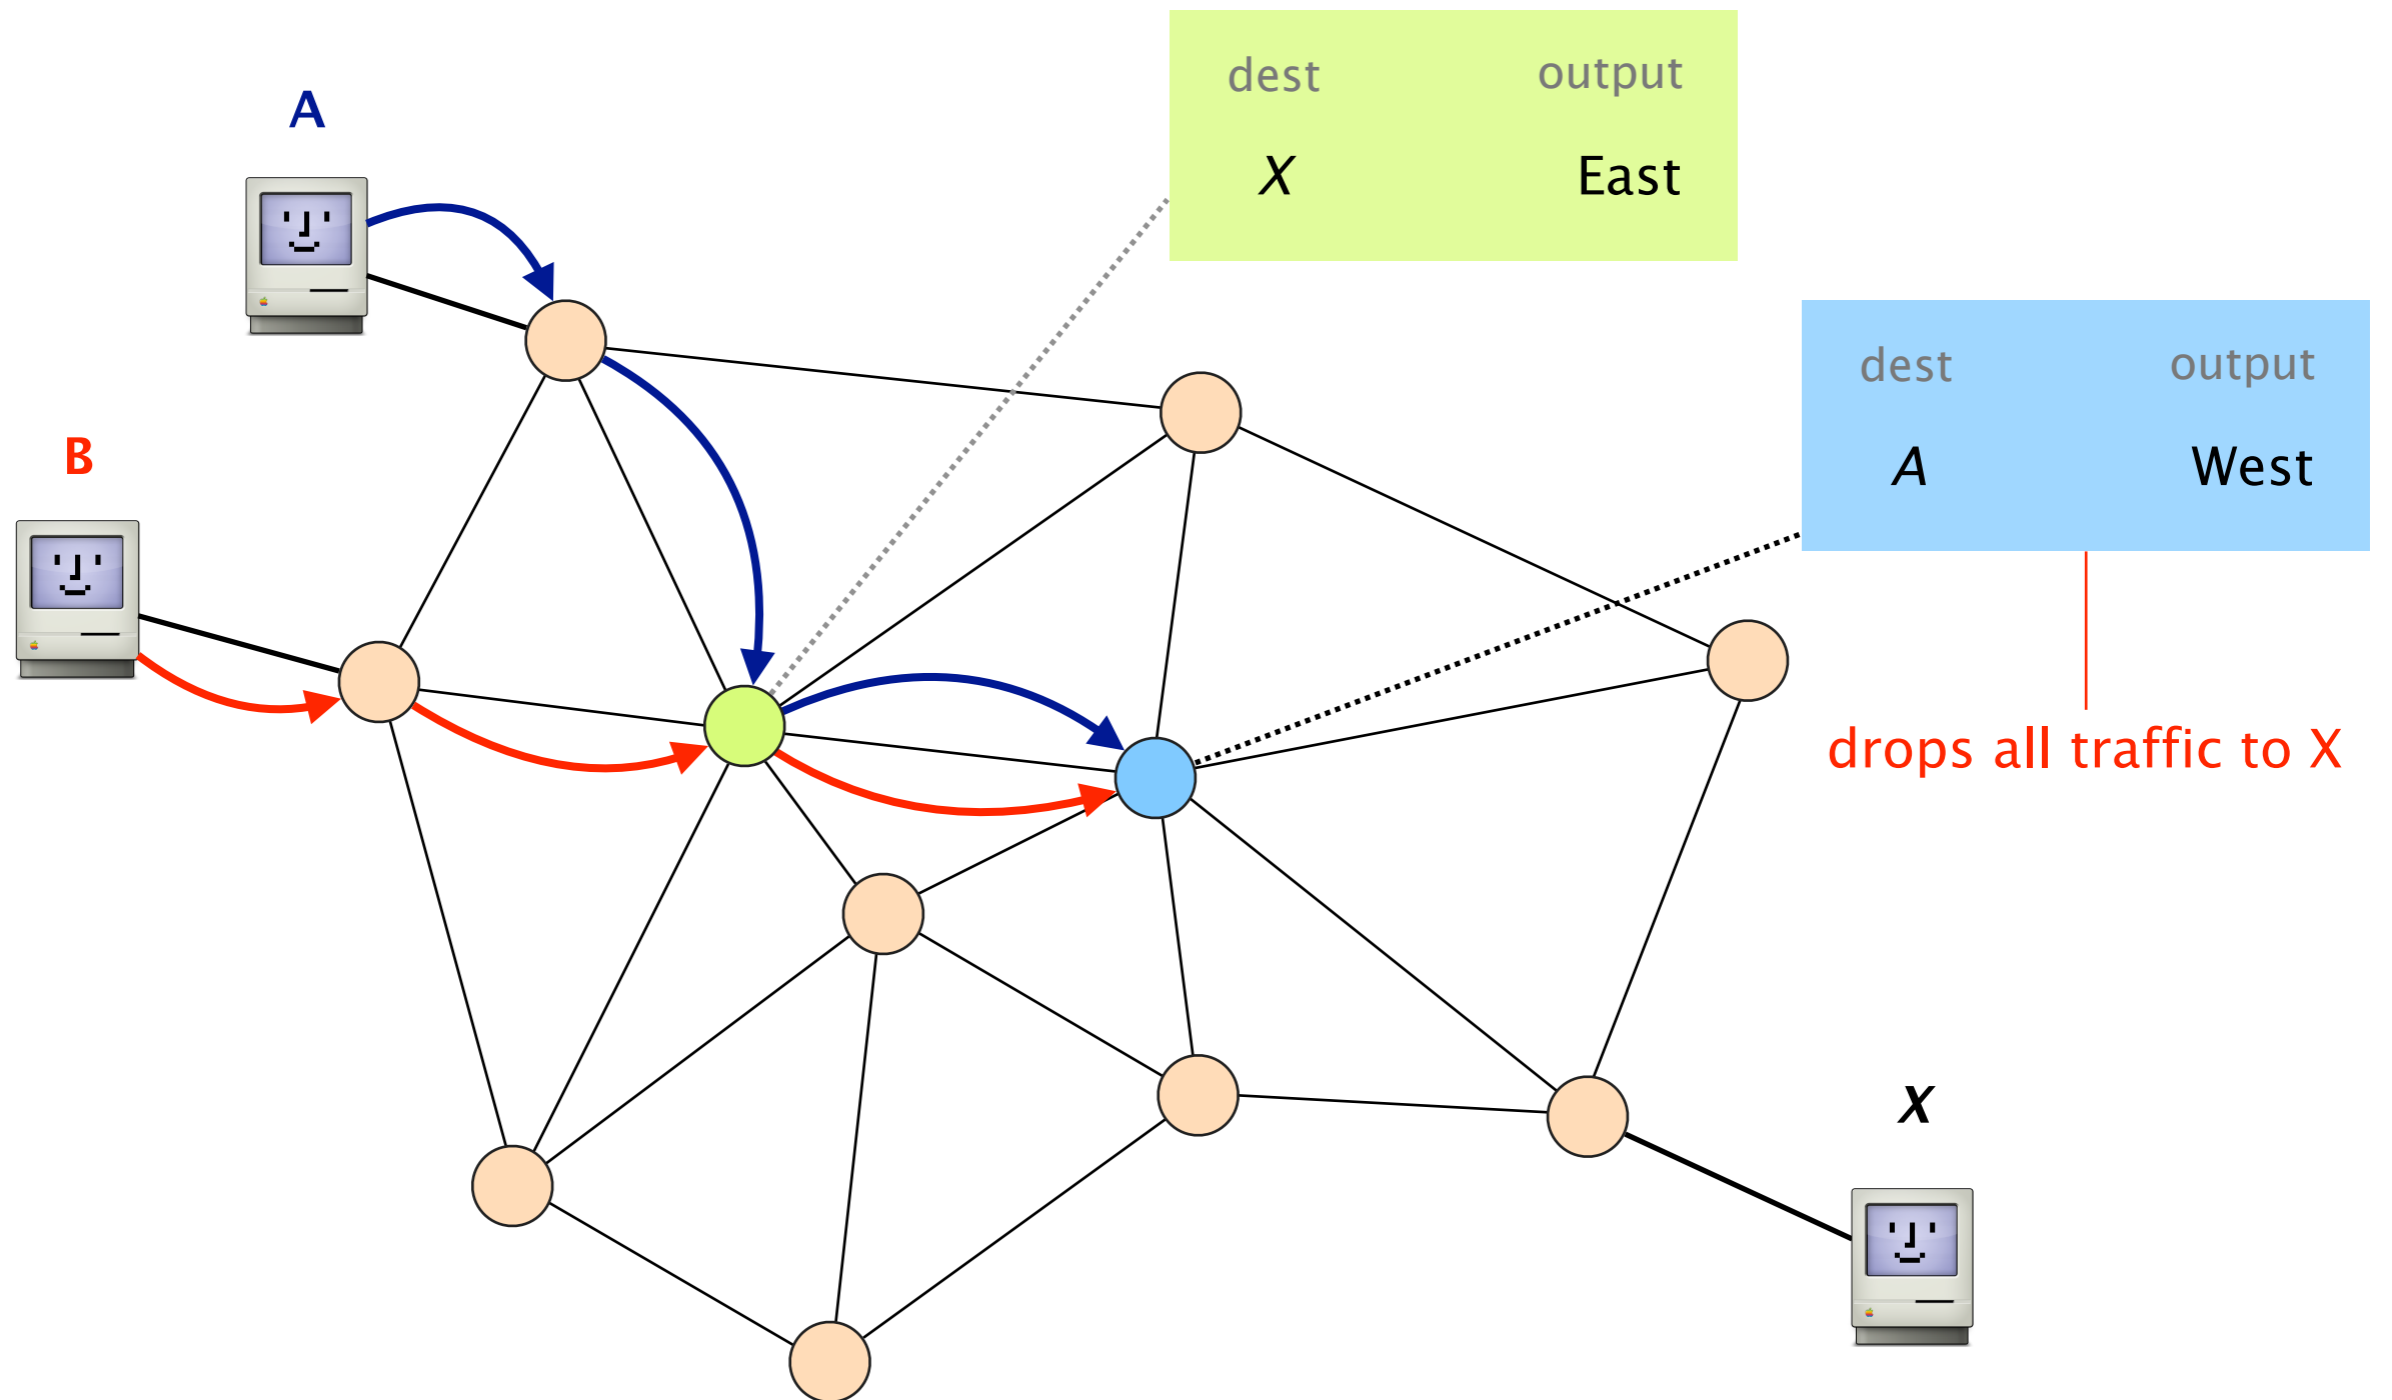 A
dest output
X East
dest output
A West
B
drops all traffic to X
X